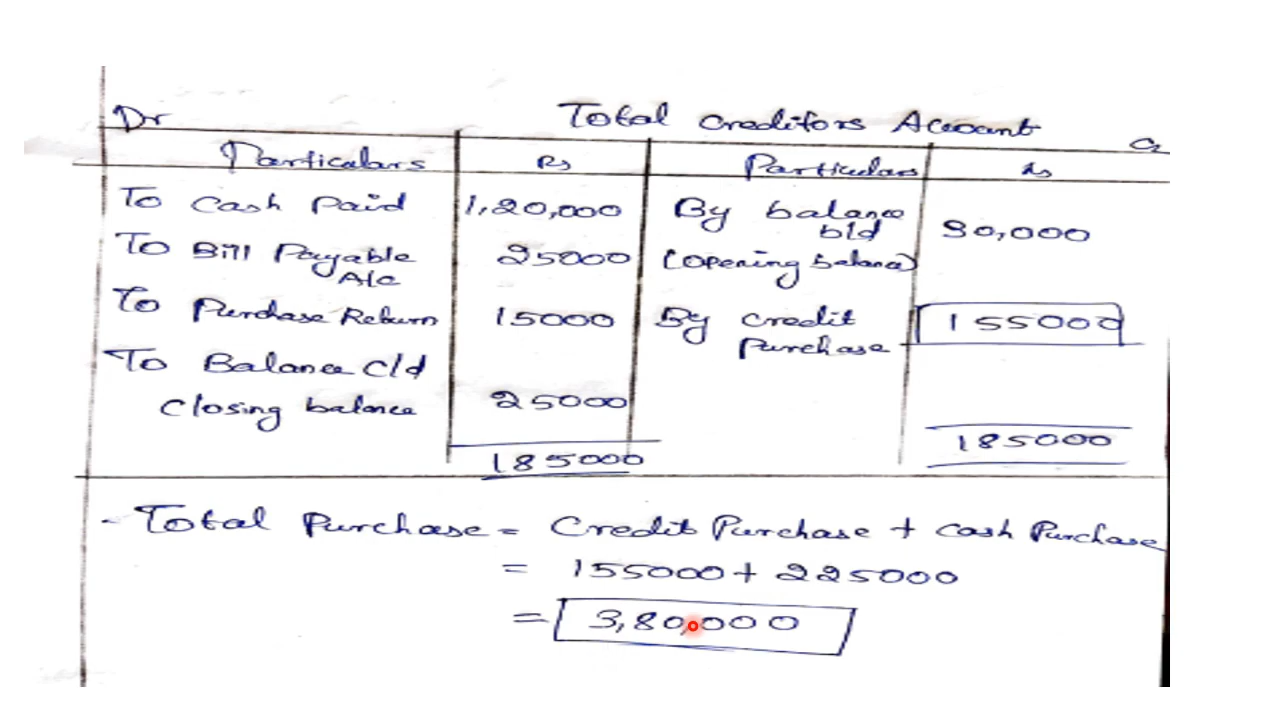 Dr Total Creditors Account Cr
Particulars Rs Particulars Rs
To Cash Paid 1,20,000 By balance b/d 30,000
To Bill Payable A/c 25000 (opening balance)
To Purchase Return 15000 By credit purchase 155000
To Balance c/d
Closing balance 25000
185000 185000
- Total Purchase = Credit Purchase + Cash Purchase
= 155000 + 225000
= 3,80,000